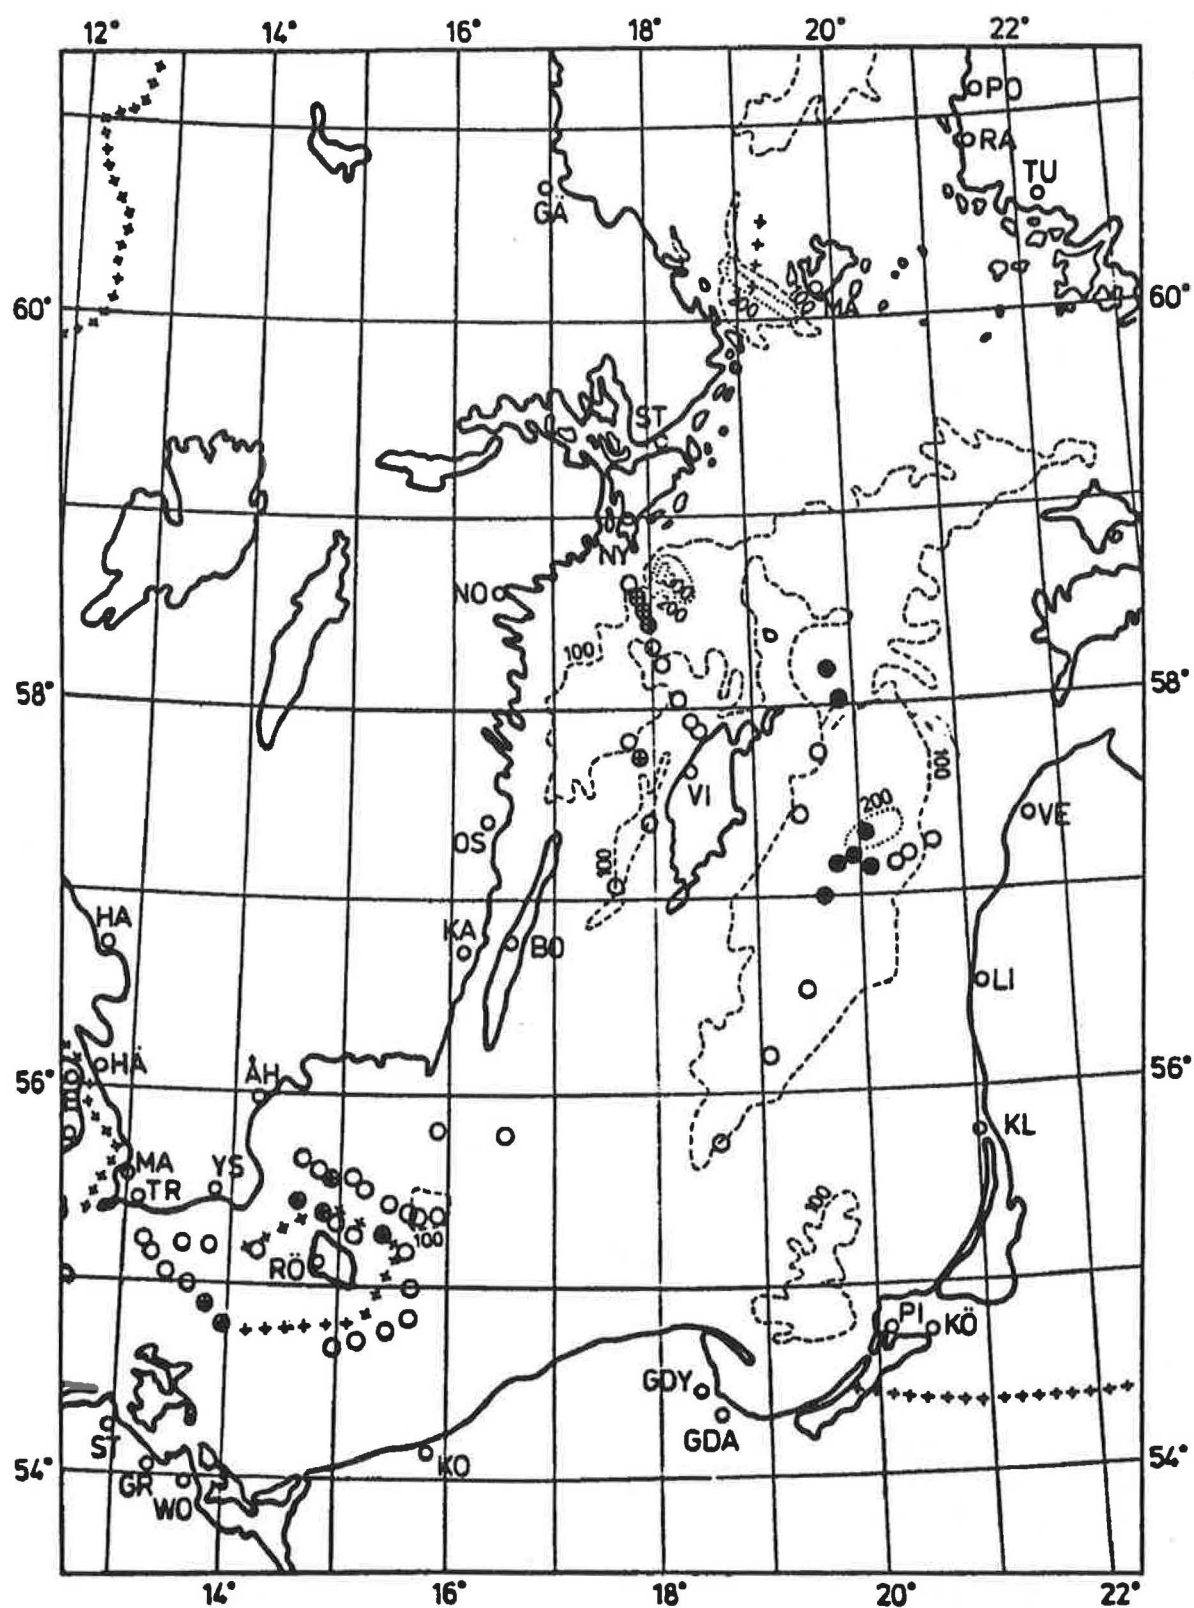 12° 14° 16° 18° 20° 22°
PO
RA
TU
GÄ
60° 60°
MA
ST
NY
NO
100
58° 58°
100
VI
200
VE
OS
100
HA
KA
BO
LI
HÄ
ÅH
56° 56°
KL
MA
YS
TR
100
100
RÖ
PI
KÖ
GDY
GDA
ST
KO
54° 54°
GR
WO
14° 16° 18° 20° 22°